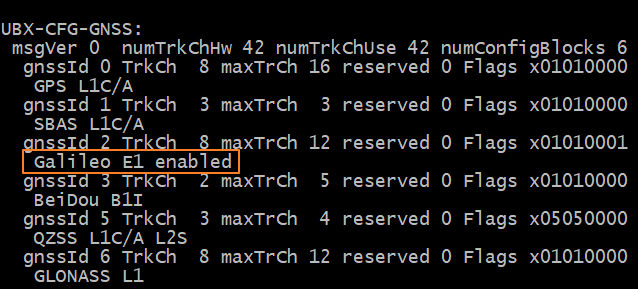 UBX-CFG-GNSS:
msgVer 0 numTrkChHw 42 numTrkChUse 42 numConfigBlocks 6
gnssId 0 TrkCh 8 maxTrCh 16 reserved 0 Flags x01010000
GPS L1C/A
gnssId 1 TrkCh 3 maxTrCh 3 reserved 0 Flags x01010000
SBAS L1C/A
gnssId 2 TrkCh 8 maxTrCh 12 reserved 0 Flags x01010001
Galileo E1 enabled
gnssId 3 TrkCh 2 maxTrCh 5 reserved 0 Flags x01010000
BeiDou B1I
gnssId 5 TrkCh 3 maxTrCh 4 reserved 0 Flags x05050000
QZSS L1C/A L2S
gnssId 6 TrkCh 8 maxTrCh 12 reserved 0 Flags x01010000
GLONASS L1